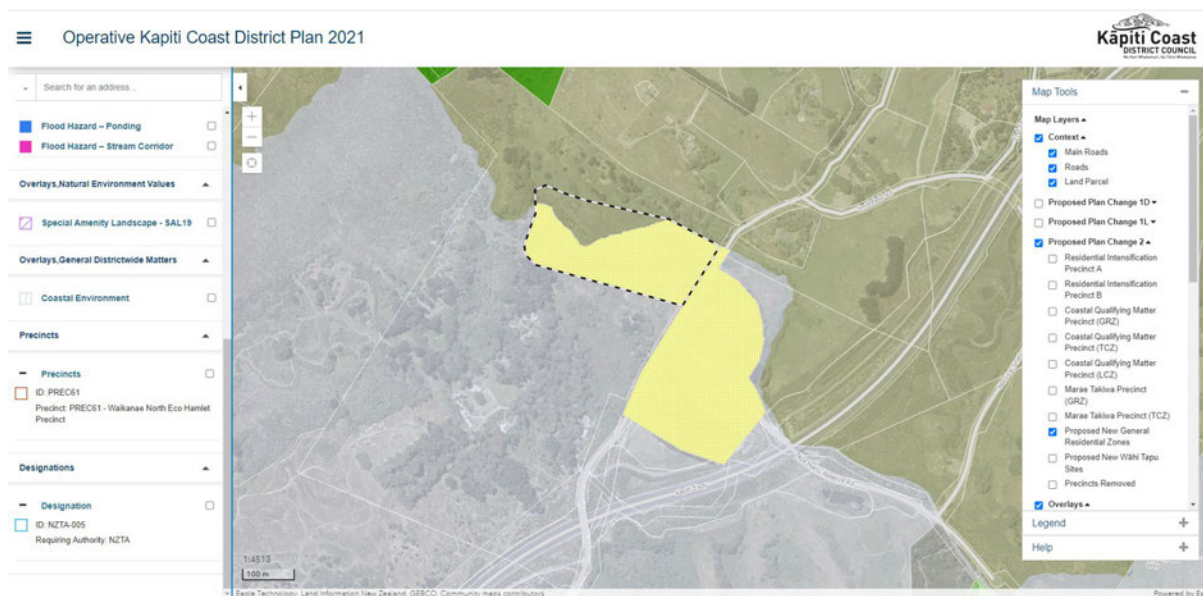 Operative Kapiti Coast District Plan 2021
Kāpiti Coast
DISTRICT COUNCIL
Search for an address...
Flood Hazard – Ponding
Flood Hazard – Stream Corridor
Overlays,Natural Environment Values
Special Amenity Landscape - SAL19
Overlays,General Districtwide Matters
Coastal Environment
Precincts
Precincts
ID: PREC61
Precinct: PREC61 - Waikanae North Eco Hamlet
Precinct
Designations
Designation
ID: NZTA-005
Requiring Authority: NZTA
1:4513
100 m
Eagle Technology, Land Information New Zealand, GEBCO, Community maps contributors
Map Tools
Map Layers
Context
Main Roads
Roads
Land Parcel
Proposed Plan Change 1D
Proposed Plan Change 1L
Proposed Plan Change 2
Residential Intensification
Precinct A
Residential Intensification
Precinct B
Coastal Qualifying Matter
Precinct (GRZ)
Coastal Qualifying Matter
Precinct (TCZ)
Coastal Qualifying Matter
Precinct (LCZ)
Marae Takiwa Precinct
(GRZ)
Marae Takiwa Precinct (TCZ)
Proposed New General
Residential Zones
Proposed New Wāhi Tapu
Sites
Precincts Removed
Overlays
Legend
Help
Powered by